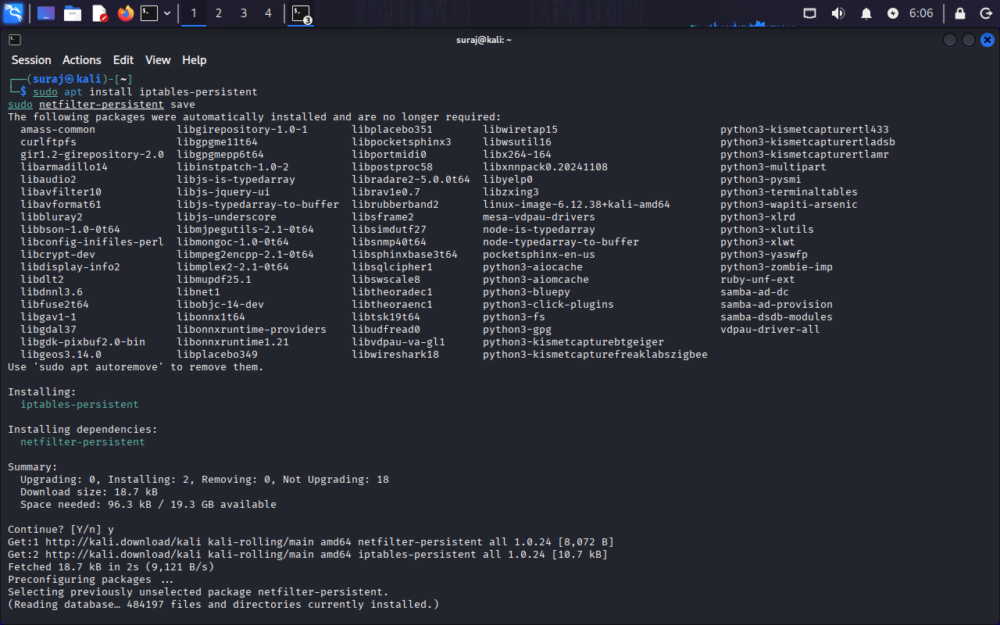 1 2 3 4 3 6:06
suraj@kali: ~
Session Actions Edit View Help
┌──(suraj㉿kali)-[~]
└─$ sudo apt install iptables-persistent
sudo netfilter-persistent save
The following packages were automatically installed and are no longer required:
amass-common libgirepository-1.0-1 libplacebo351 libwiretap15 python3-kismetcapturertl433
curlftpfs libgpgme11t64 libpocketsphinx3 libwsutil16 python3-kismetcapturertladsb
gir1.2-girepository-2.0 libgpgmepp6t64 libportmidi0 libx264-164 python3-kismetcapturertlamr
libarmadillo14 libinstpatch-1.0-2 libpostproc58 libxnnpack0.20241108 python3-multipart
libaudio2 libjs-is-typedarray libradare2-5.0.0t64 libyelp0 python3-pysmi
libavfilter10 libjs-jquery-ui librav1e0.7 libzxing3 python3-terminaltables
libavformat61 libjs-typedarray-to-buffer librubberband2 linux-image-6.12.38+kali-amd64 python3-wapiti-arsenic
libbluray2 libjs-underscore libsframe2 mesa-vdpau-drivers python3-xlrd
libbson-1.0-0t64 libmjpegutils-2.1-0t64 libsimdutf27 node-is-typedarray python3-xlutils
libconfig-inifiles-perl libmongoc-1.0-0t64 libsnmp40t64 node-typedarray-to-buffer python3-xlwt
libcrypt-dev libmpeg2encpp-2.1-0t64 libsphinxbase3t64 pocketsphinx-en-us python3-yaswfp
libdisplay-info2 libmplex2-2.1-0t64 libsqlcipher1 python3-aiocache python3-zombie-imp
libdlt2 libmupdf25.1 libswscale8 python3-aiomcache ruby-unf-ext
libdnnl3.6 libnet1 libtheoradec1 python3-bluepy samba-ad-dc
libfuse2t64 libobjc-14-dev libtheoraenc1 python3-click-plugins samba-ad-provision
libgav1-1 libonnx1t64 libtsk19t64 python3-fs samba-dsdb-modules
libgdal37 libonnxruntime-providers libudfread0 python3-gpg vdpau-driver-all
libgdk-pixbuf2.0-bin libonnxruntime1.21 libvdpau-va-gl1 python3-kismetcapturebtgeiger
libgeos3.14.0 libplacebo349 libwireshark18 python3-kismetcapturefreaklabszigbee
Use 'sudo apt autoremove' to remove them.
Installing:
iptables-persistent
Installing dependencies:
netfilter-persistent
Summary:
Upgrading: 0, Installing: 2, Removing: 0, Not Upgrading: 18
Download size: 18.7 kB
Space needed: 96.3 kB / 19.3 GB available
Continue? [Y/n] y
Get:1 http://kali.download/kali kali-rolling/main amd64 netfilter-persistent all 1.0.24 [8,072 B]
Get:2 http://kali.download/kali kali-rolling/main amd64 iptables-persistent all 1.0.24 [10.7 kB]
Fetched 18.7 kB in 2s (9,121 B/s)
Preconfiguring packages ...
Selecting previously unselected package netfilter-persistent.
(Reading database… 484197 files and directories currently installed.)